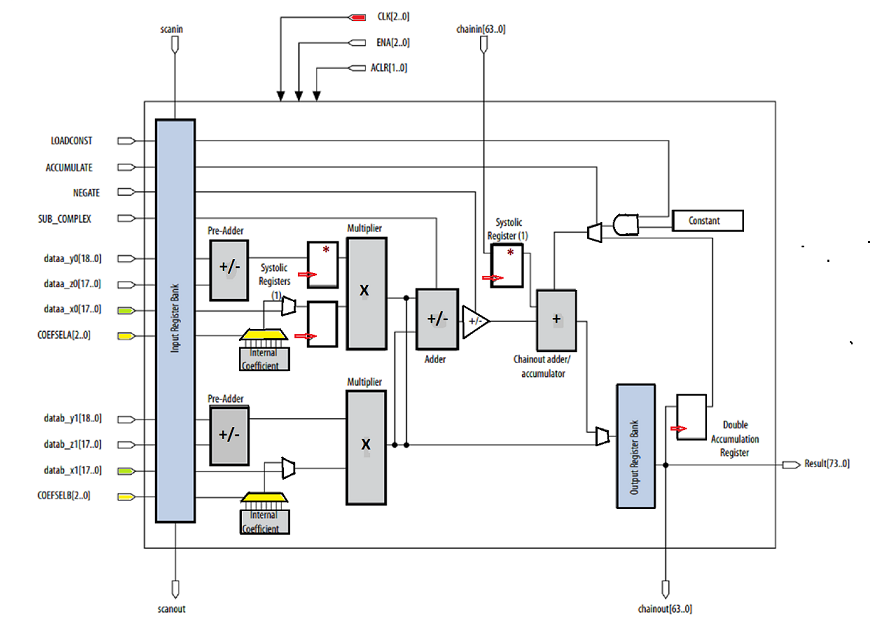 CLK[2..0]
scanin
chainin[63..0]
ENA[2..0]
ACLR[1..0]
LOADCONST
ACCUMULATE
NEGATE
SUB_COMPLEX
Pre-Adder
Multiplier
Systolic
Register (1)
Constant
dataa_y0[18..0]
+/-
*
*
dataa_z0[17..0]
Systolic
Registers
(1)
X
dataa_x0[17..0]
+/-
+/-
+
COEFSELA[2..0]
Input Register Bank
Internal
Coefficient
Adder
Chainout adder/
accumulator
Multiplier
Pre-Adder
datab_y1[18..0]
+/-
X
datab_z1[17..0]
Double
Accumulation
Register
Output Register Bank
datab_x1[17..0]
Result[73..0]
COEFSELB[2..0]
Internal
Coefficient
scanout
chainout[63..0]